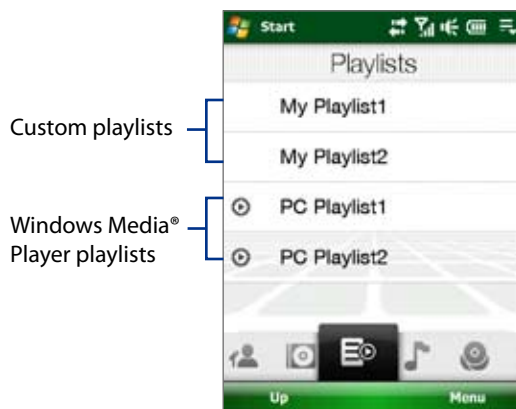 Start
Playlists
Custom playlists
My Playlist1
My Playlist2
Windows Media®
Player playlists
PC Playlist1
PC Playlist2
Up
Menu